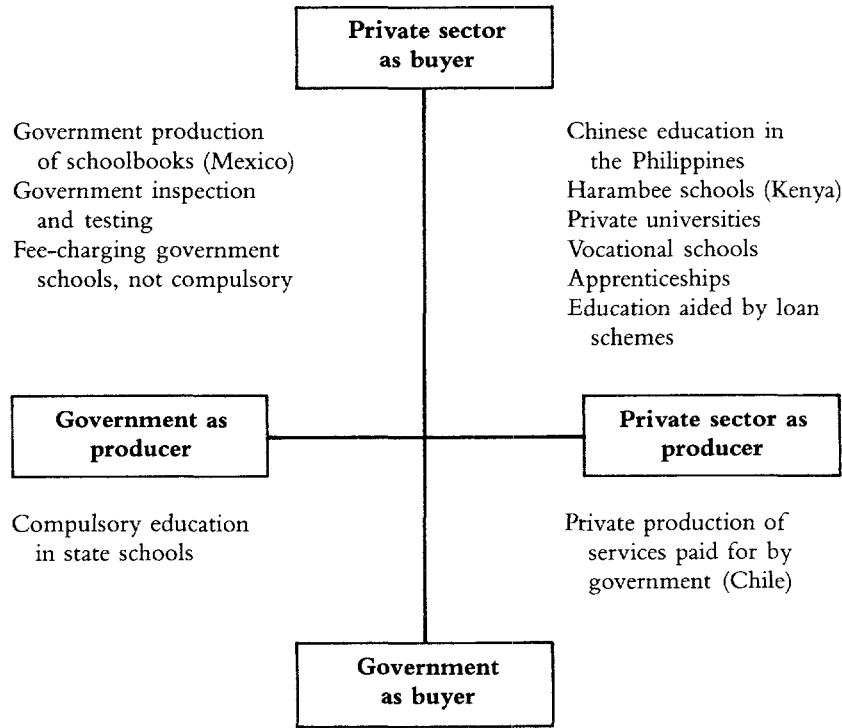 Private sector
as buyer
Government production
of schoolbooks (Mexico)
Government inspection
and testing
Fee-charging government
schools, not compulsory
Chinese education in
the Philippines
Harambee schools (Kenya)
Private universities
Vocational schools
Apprenticeships
Education aided by loan
schemes
Government as
producer
Private sector as
producer
Compulsory education
in state schools
Private production of
services paid for by
government (Chile)
Government
as buyer